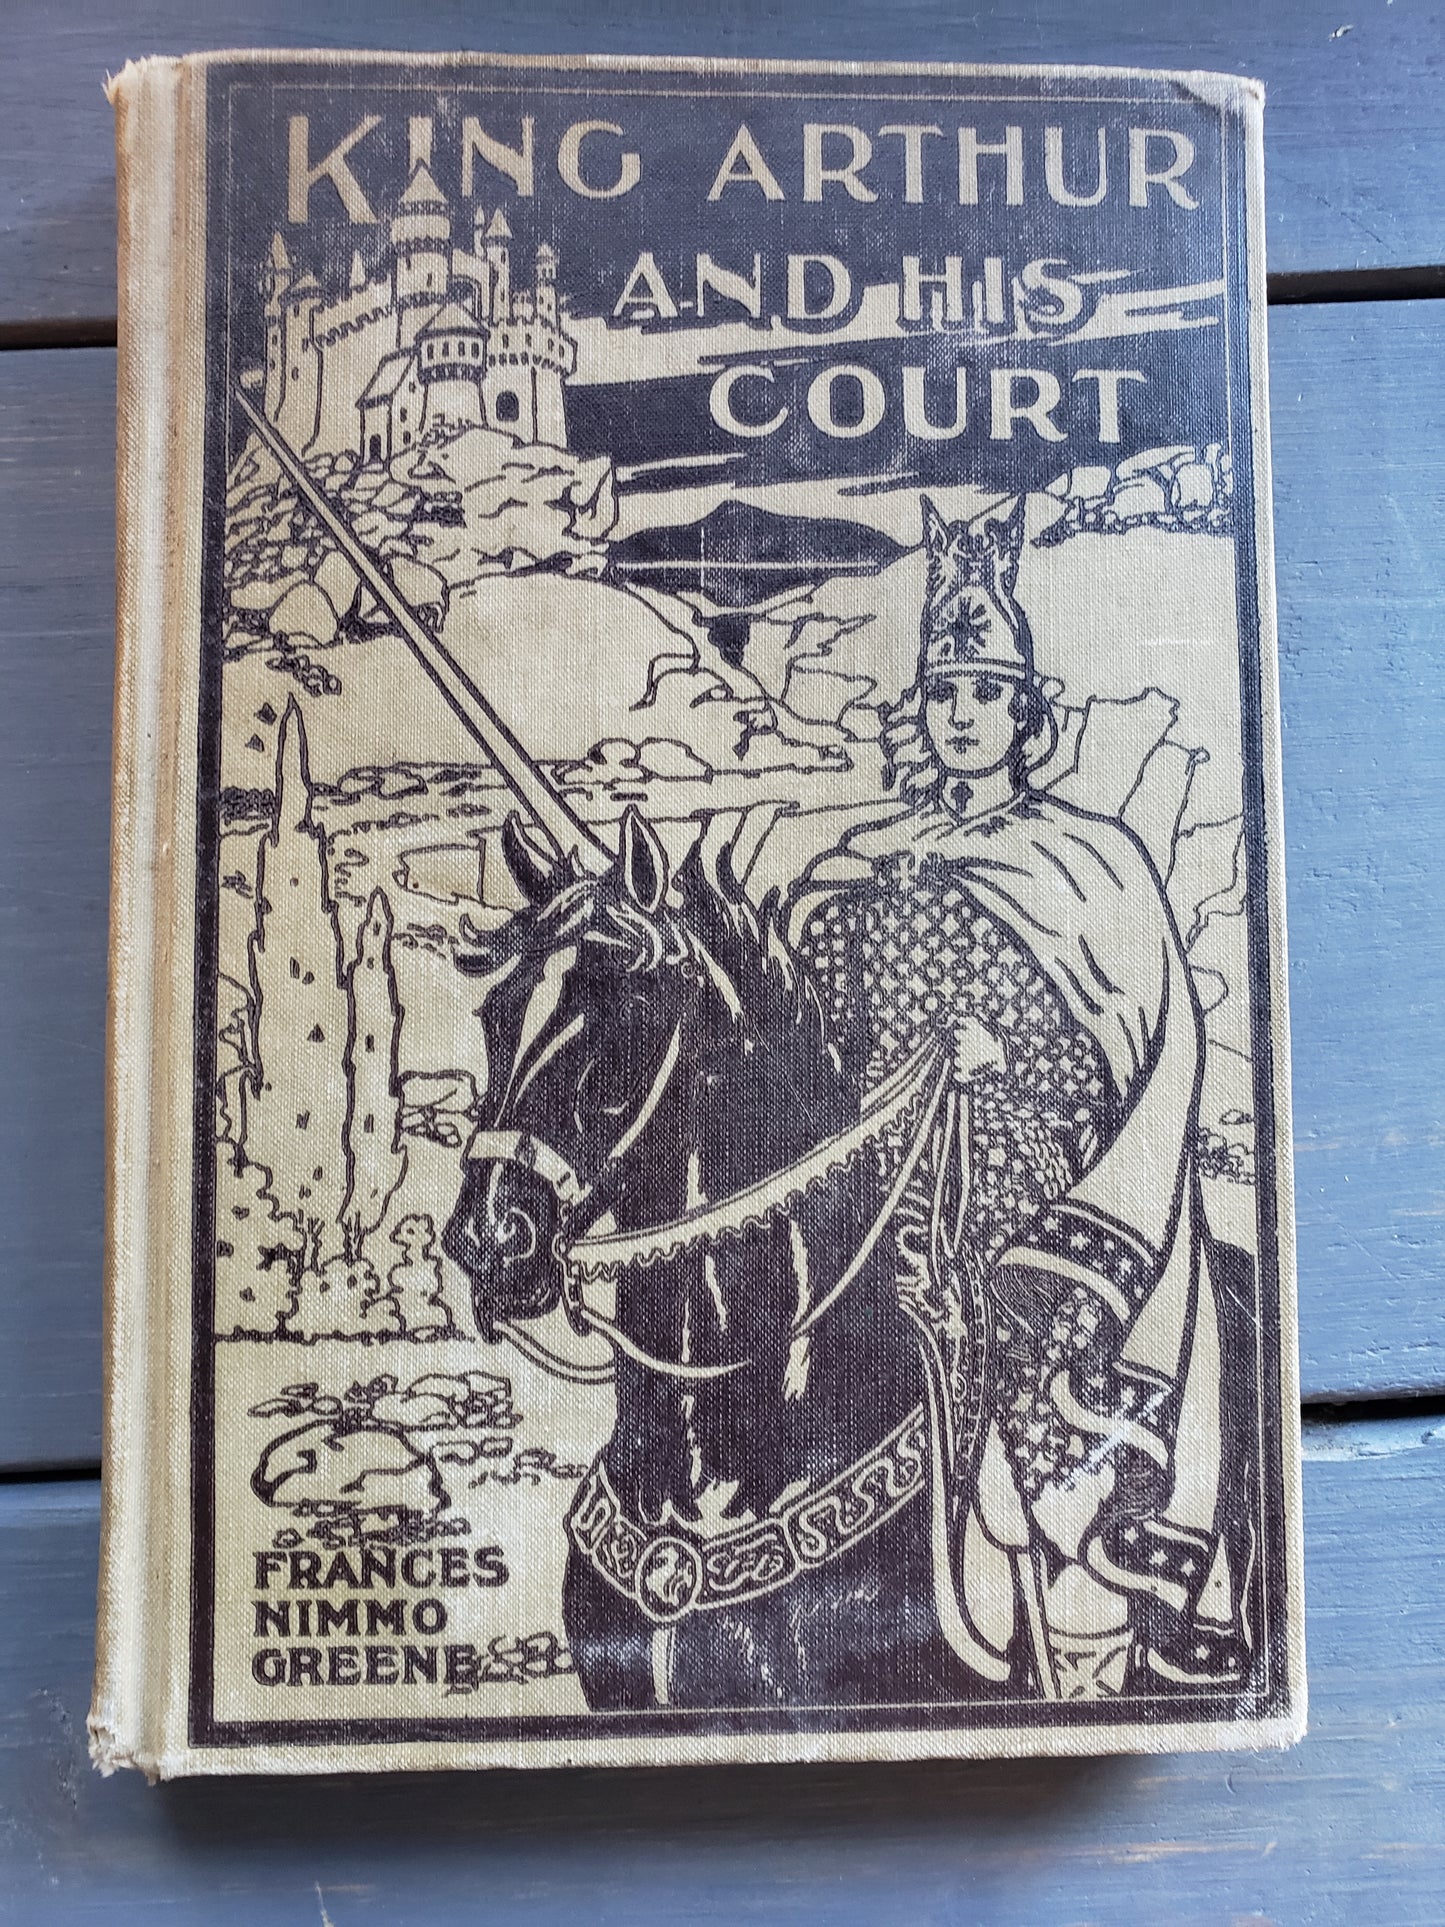 KING ARTHUR
AND HIS
COURT
FRANCES
NIMMO
GREENE